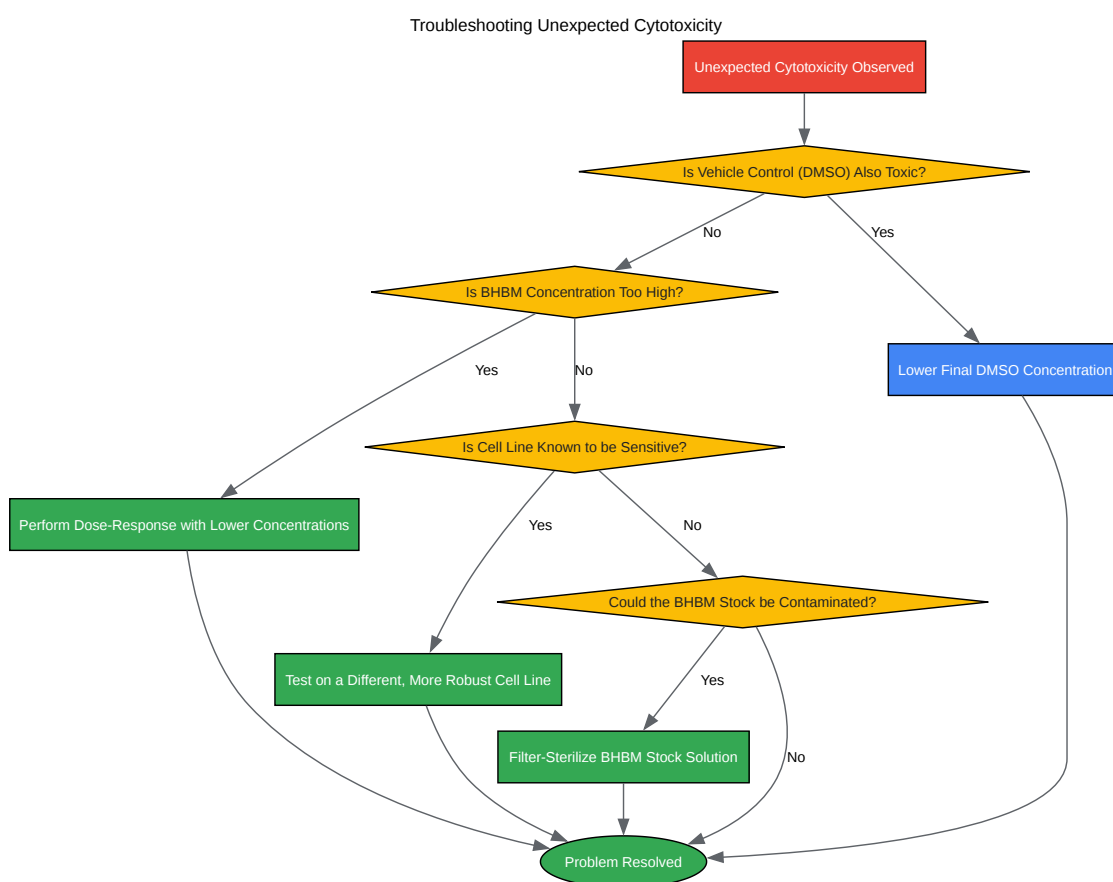 Troubleshooting Unexpected Cytotoxicity
Unexpected Cytotoxicity Observed
Is Vehicle Control (DMSO) Also Toxic?
No
Yes
Is BHBM Concentration Too High?
Yes
No
Lower Final DMSO Concentration
Is Cell Line Known to be Sensitive?
Perform Dose-Response with Lower Concentrations
Yes
No
Could the BHBM Stock be Contaminated?
Test on a Different, More Robust Cell Line
Yes
Filter-Sterilize BHBM Stock Solution
No
Problem Resolved